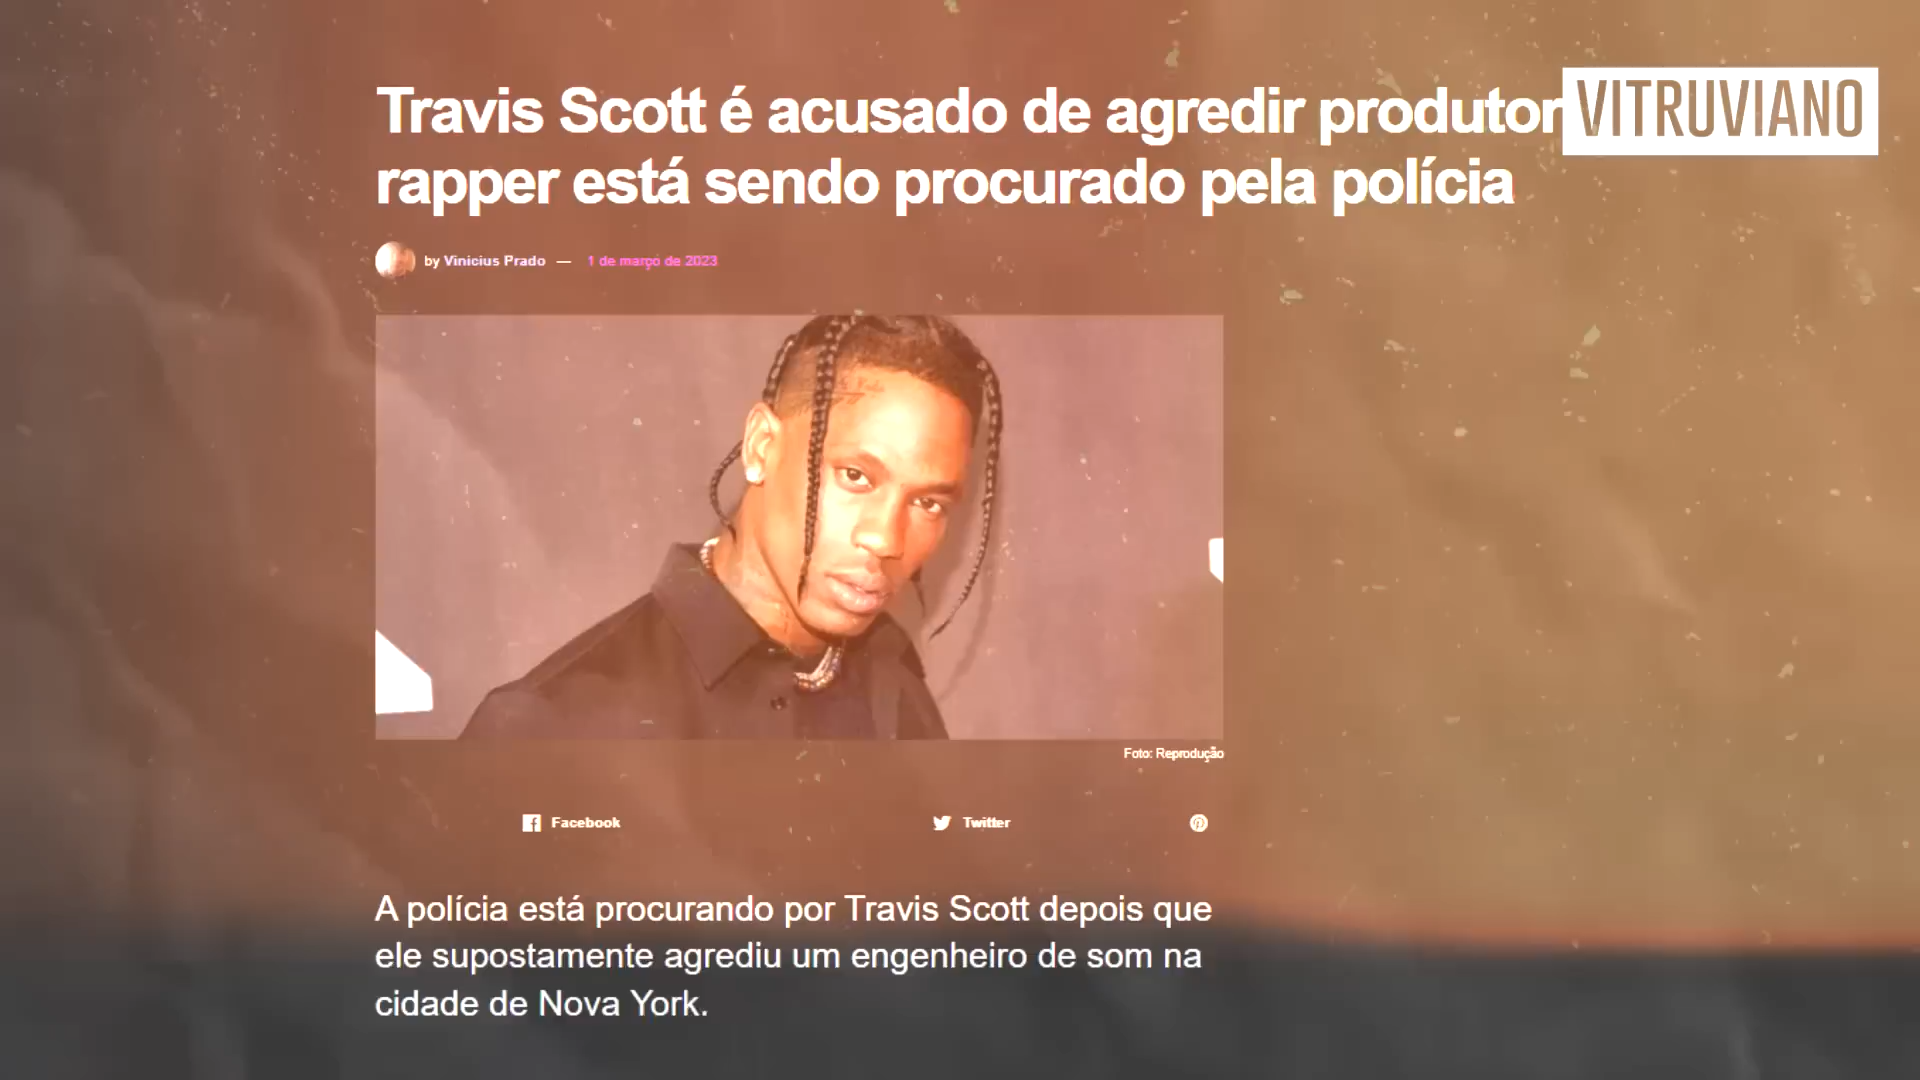 Travis Scott é acusado de agredir produtor
VITRUVIANO
rapper está sendo procurado pela polícia
by Vinicius Prado — 1 de março de 2023
Foto: Reprodução
Facebook
Twitter
A polícia está procurando por Travis Scott depois que
ele supostamente agrediu um engenheiro de som na
cidade de Nova York.